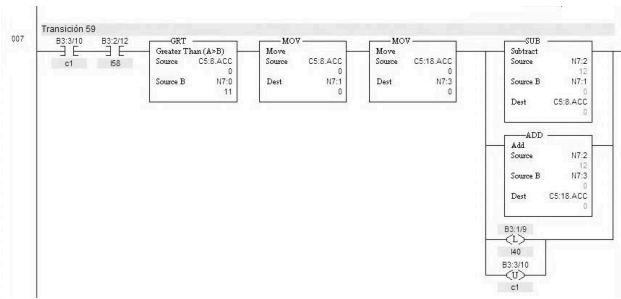 Transición 59
007
B3:3/10
c1
B3:2/12
I58
GRT
Greater Than (A>B)
Source C5:8.ACC
0
Source B N7:0
11
MOV
Move
Source C5:8.ACC
0
Dest N7:1
0
MOV
Move
Source C5:18.ACC
0
Dest N7:3
0
SUB
Subtract
Source N7:2
12
Source B N7:1
0
Dest C5:8.ACC
0
ADD
Add
Source N7:2
12
Source B N7:3
0
Dest C5:18.ACC
0
B3:1/9
L
I40
B3:3/10
U
c1